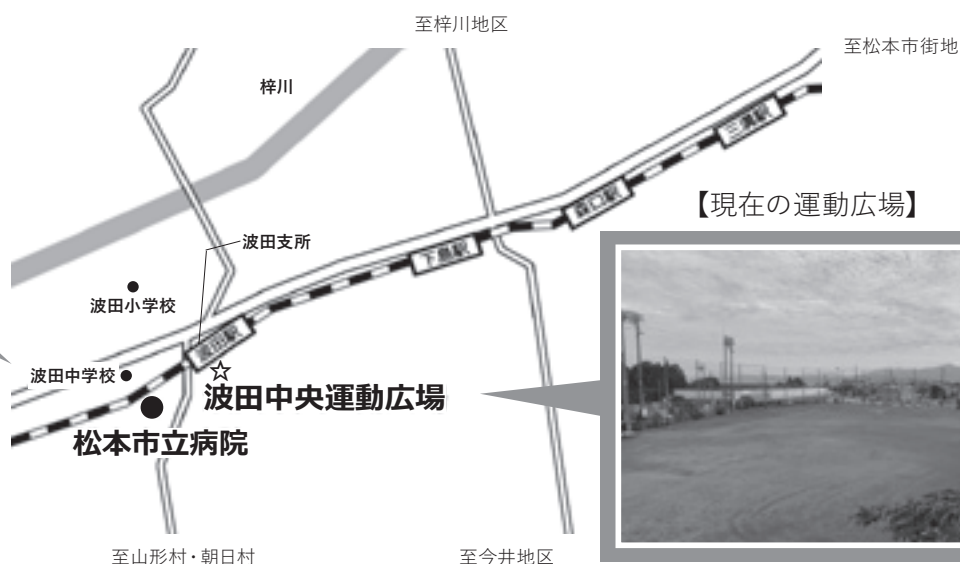 至梓川地区
至松本市街地
梓川
三溝駅
森口駅
【現在の運動広場】
波田支所
下島駅
波田小学校
波田駅
波田中学校
波田中央運動広場
松本市立病院
至山形村・朝日村
至今井地区